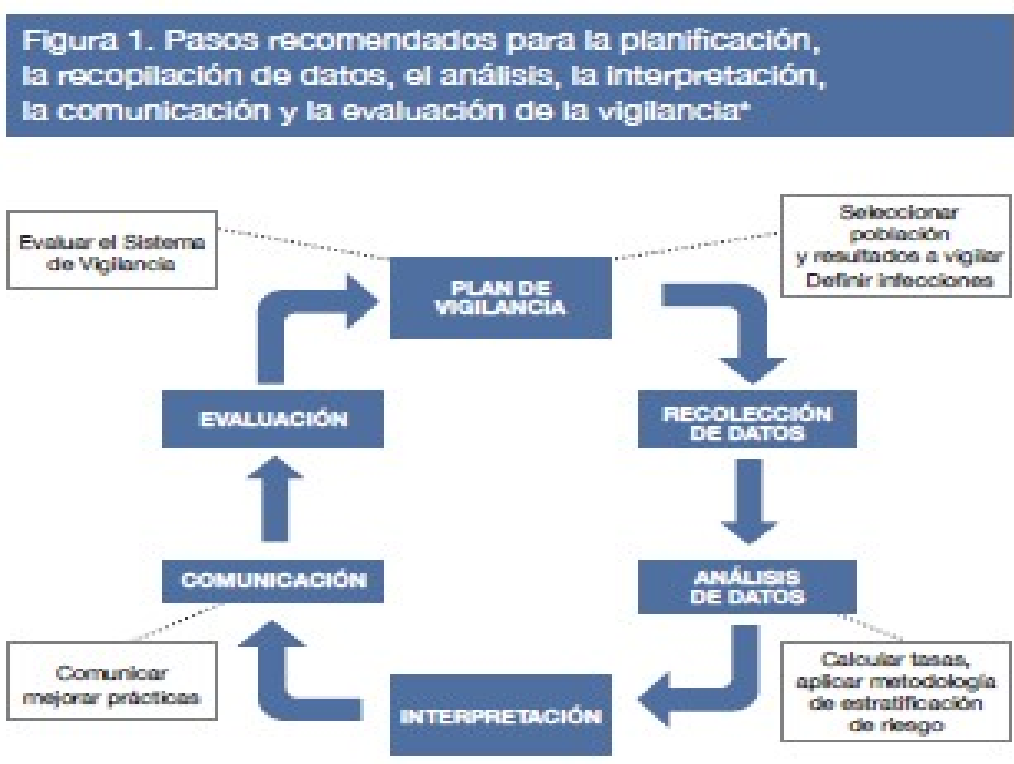 Figura 1. Pasos recomendados para la planificación,
la recopilación de datos, el análisis, la interpretación,
la comunicación y la evaluación de la vigilancia*
Evaluar el Sistema
de Vigilancia
Seleccionar
población
y resultados a vigilar
Definir infecciones
PLAN DE
VIGILANCIA
EVALUACIÓN
RECOLECCIÓN
DE DATOS
COMUNICACIÓN
ANÁLISIS
DE DATOS
Comunicar
mejorar prácticas
INTERPRETACIÓN
Calcular tasas,
aplicar metodología
de estratificación
de riesgo